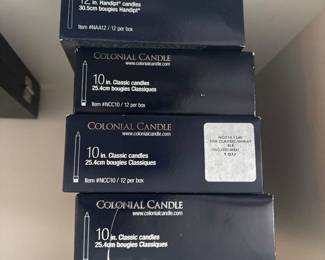 12 in. Handipt® candles
30.5cm bougies Handipt®
Item #NAA12 / 12 per box
COLONIAL CANDLE
www.colonialcandle.com
10 in. Classic candles
25.4cm bougies Classiques
Item #NCC10 / 12 per box
COLONIAL CANDLE
www.colonialcandle.com
10 in. Classic candles
25.4cm bougies Classiques
Item #NCC10 / 12 per box
COLONIAL CANDLE
www.colonialcandle.com
10 in. Classic candles
25.4cm bougies Classiques